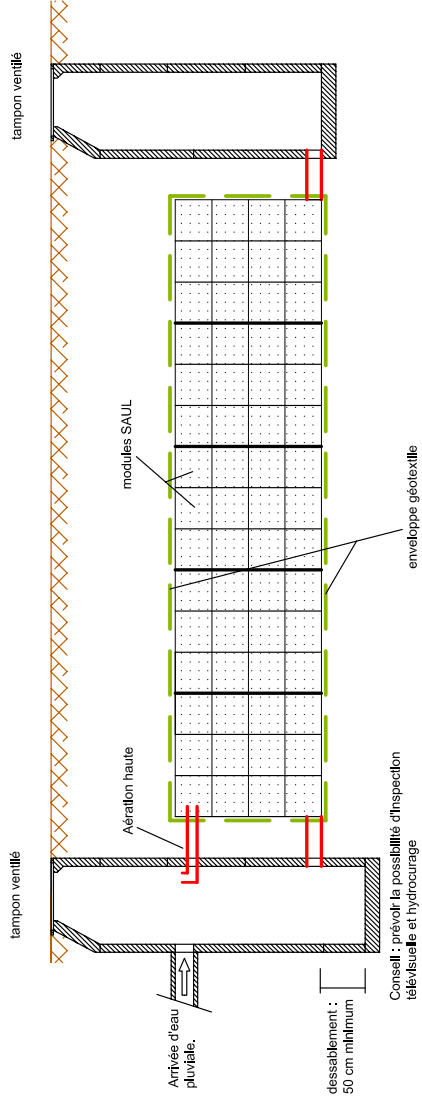 tampon ventilé
tampon ventilé
Aération haute
modules SAUL
Arrivée d'eau
pluviale.
dessablement :
50 cm minimum
Conseil : prévoir la possibilité d'inspection
télévisuelle et hydrocurage
enveloppe géotextile